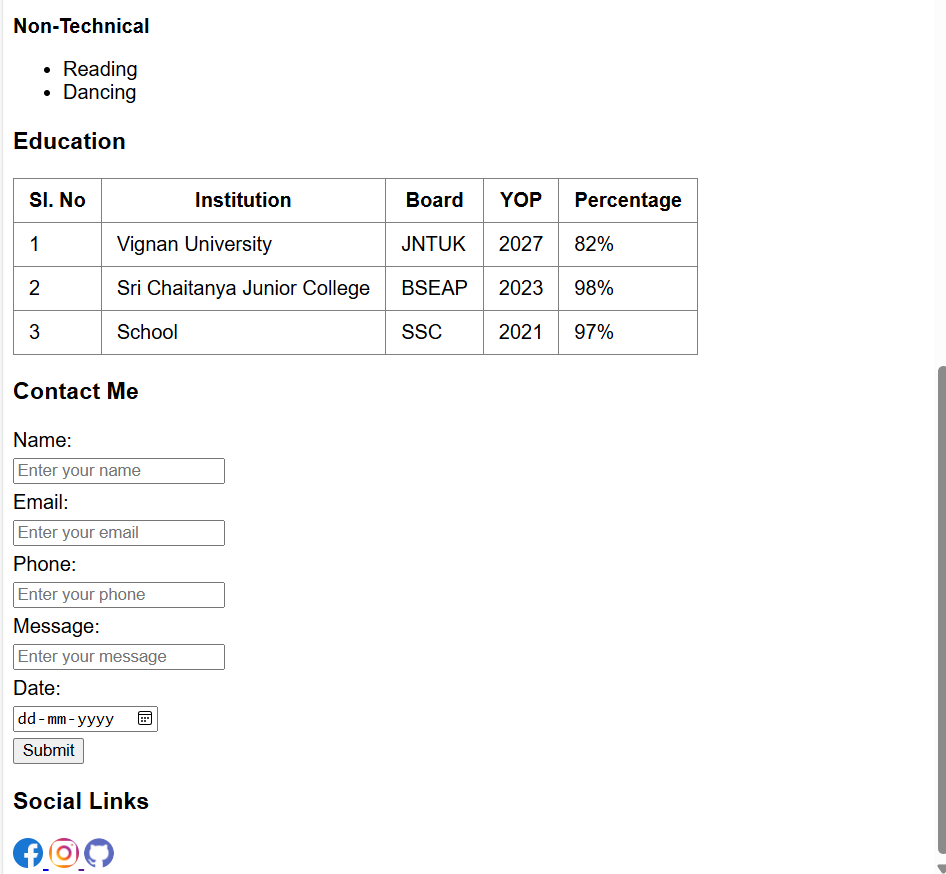 Non-Technical
Reading
Dancing
Education
Sl. No Institution Board YOP Percentage
1 Vignan University JNTUK 2027 82%
2 Sri Chaitanya Junior College BSEAP 2023 98%
3 School SSC 2021 97%
Contact Me
Name:
Enter your name
Email:
Enter your email
Phone:
Enter your phone
Message:
Enter your message
Date:
dd-mm-yyyy
Submit
Social Links